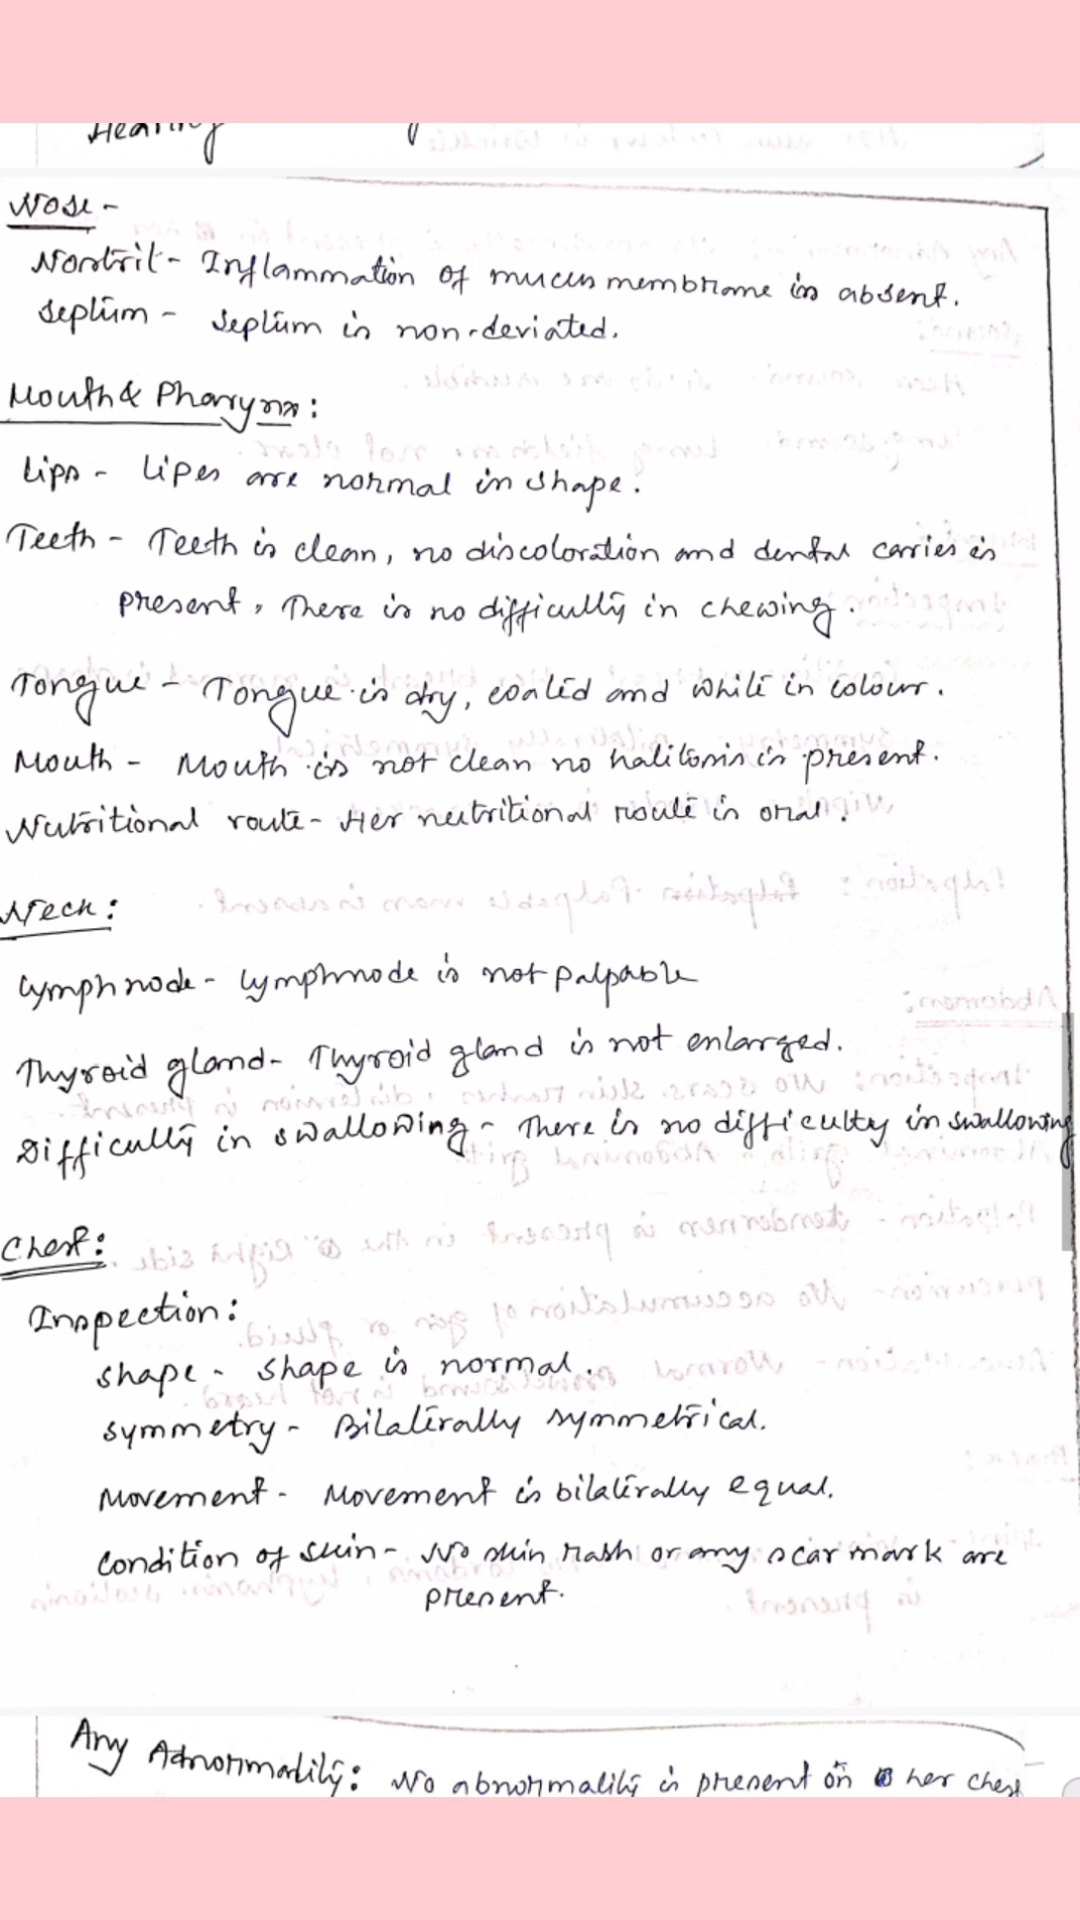 Hearing
Nose -
Nostril - Inflammation of mucus membrane is absent.
Septum - Septum is non-deviated.
Mouth & Pharynx:
Lips - Lipes are normal in shape.
Teeth - Teeth is clean, no discoloration and dental carries is
present, There is no difficulty in chewing.
Tongue - Tongue is dry, coated and white in colour.
Mouth - Mouth is not clean no halitosis is present.
Nutritional route - Her nutritional route is oral.
Neck:
Lymph node - Lymphnode is not palpable
Thyroid gland - Thyroid gland is not enlarged.
Difficulty in swallowing - There is no difficulty in swallowing
Chest:
Inspection:
Shape - Shape is normal.
Symmetry - Bilaterally symmetrical.
Movement - Movement is bilaterally equal.
Condition of skin - No skin rash or any scar mark are
present.
Any Adnormality: No abnormality is present on her chest